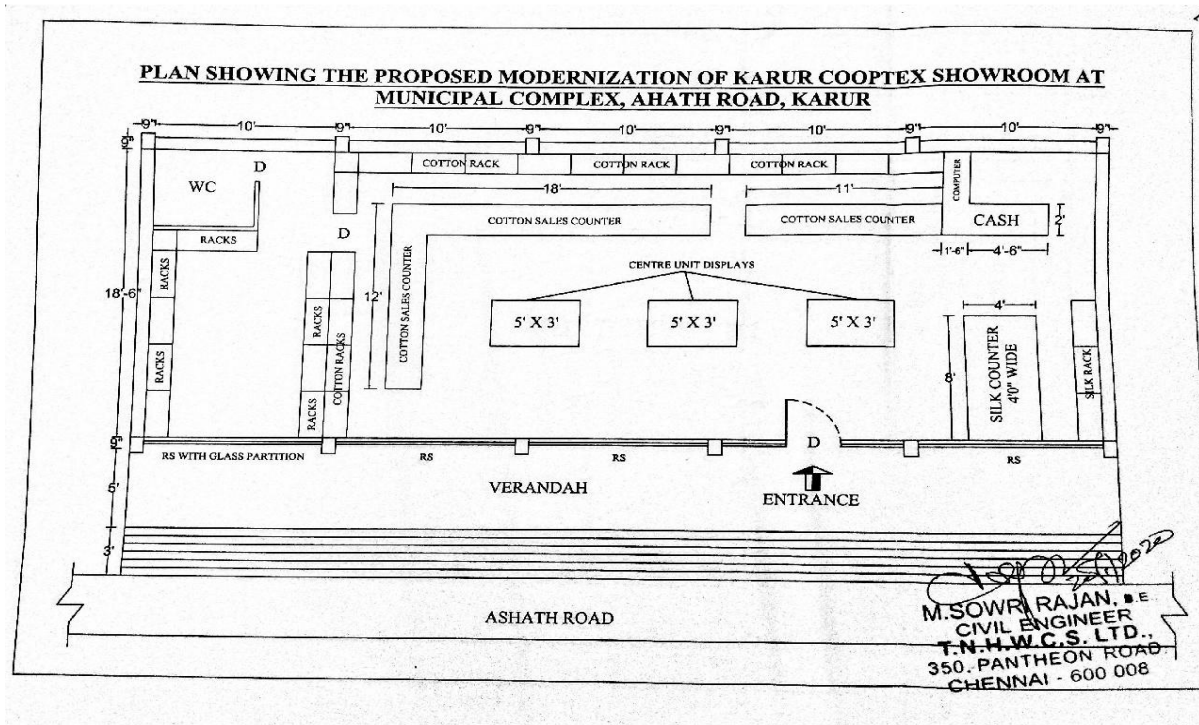 PLAN SHOWING THE PROPOSED MODERNIZATION OF KARUR COOPTEX SHOWROOM AT
MUNICIPAL COMPLEX, AHATH ROAD, KARUR
9" 10' 9" 10' 9" 10' 9" 10' 9" 10' 9"
9"
WC
D
COTTON RACK
COTTON RACK
COTTON RACK
COMPUTER
18'
11'
COTTON SALES COUNTER
COTTON SALES COUNTER
CASH
2'
RACKS
D
1'-6"
4'-6"
CENTRE UNIT DISPLAYS
RACKS
18'-6"
12'
COTTON SALES COUNTER
5' X 3'
5' X 3'
5' X 3'
4'
RACKS
COTTON RACKS
RACKS
RACKS
8'
SILK COUNTER
4'0" WIDE
SILK RACK
9"
D
RS WITH GLASS PARTITION
RS
RS
RS
6'
VERANDAH
ENTRANCE
3'
ASHATH ROAD
M.SOWRI RAJAN, B.E
CIVIL ENGINEER
T.N.H.W.C.S. LTD.,
350, PANTHEON ROAD
CHENNAI - 600 008